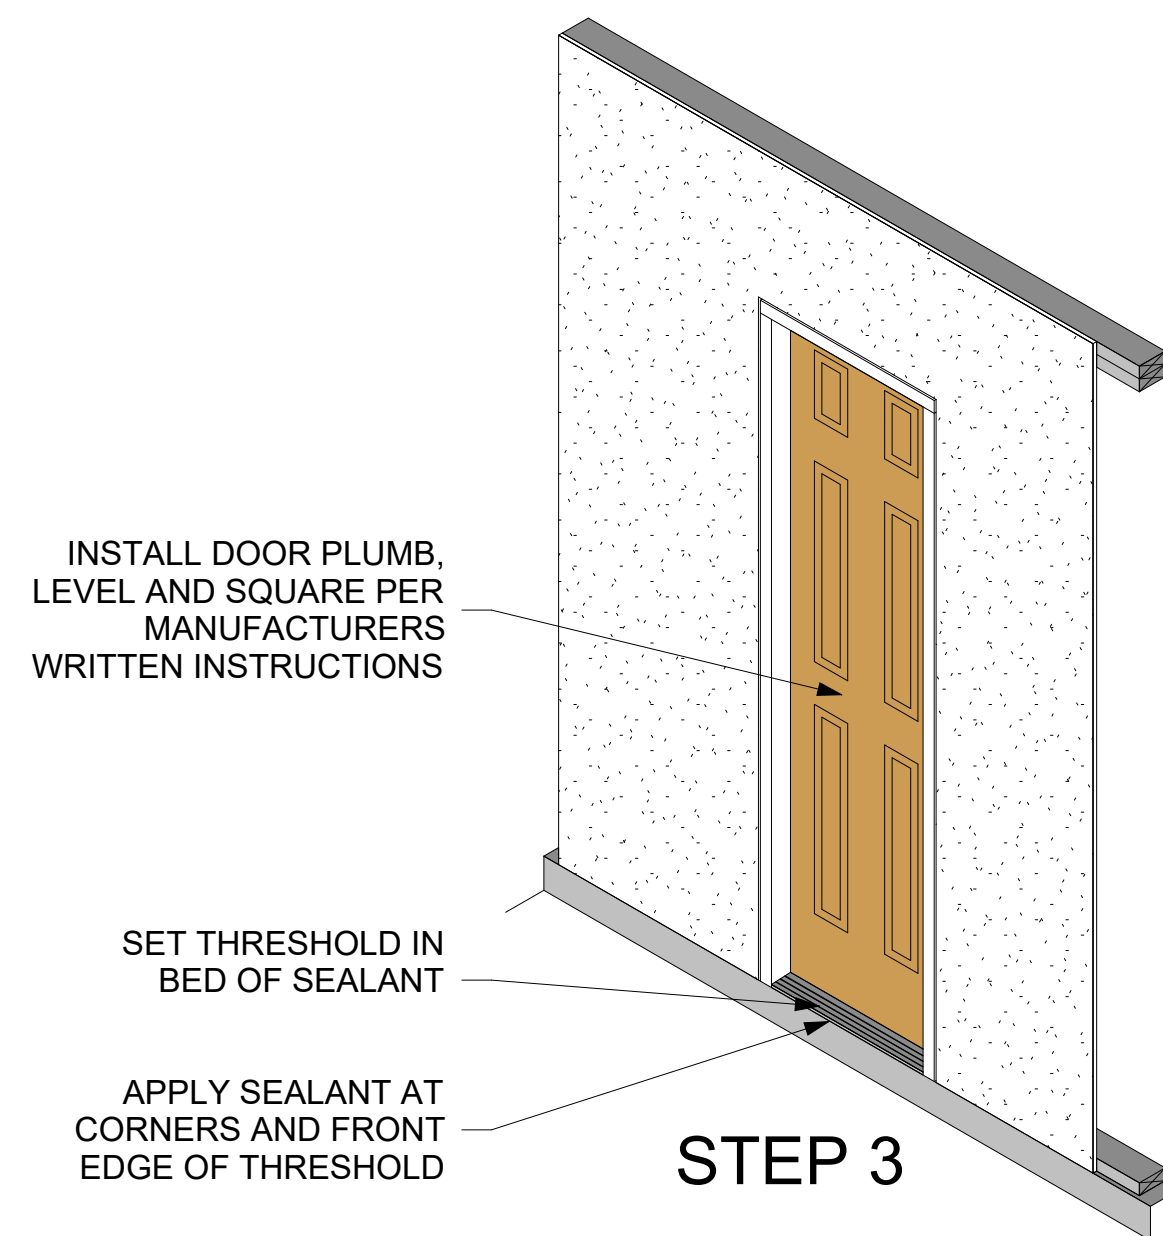 INSTALL DOOR PLUMB,
LEVEL AND SQUARE PER
MANUFACTURERS
WRITTEN INSTRUCTIONS
SET THRESHOLD IN
BED OF SEALANT
APPLY SEALANT AT
CORNERS AND FRONT
EDGE OF THRESHOLD
STEP 3